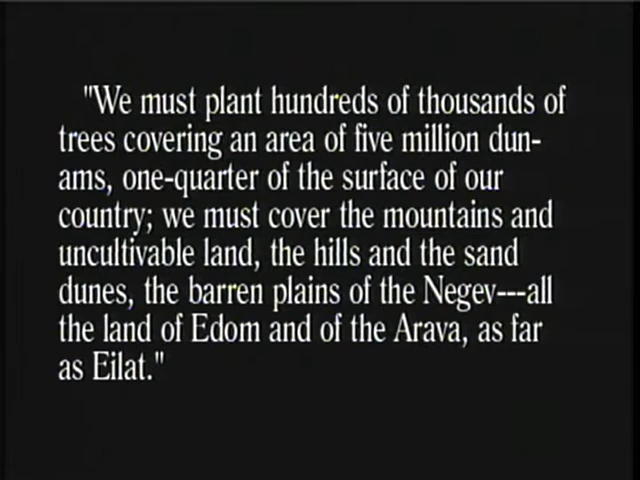 "We must plant hundreds of thousands of
trees covering an area of five million dun-
ams, one-quarter of the surface of our
country; we must cover the mountains and
uncultivable land, the hills and the sand
dunes, the barren plains of the Negev---all
the land of Edom and of the Arava, as far
as Eilat."